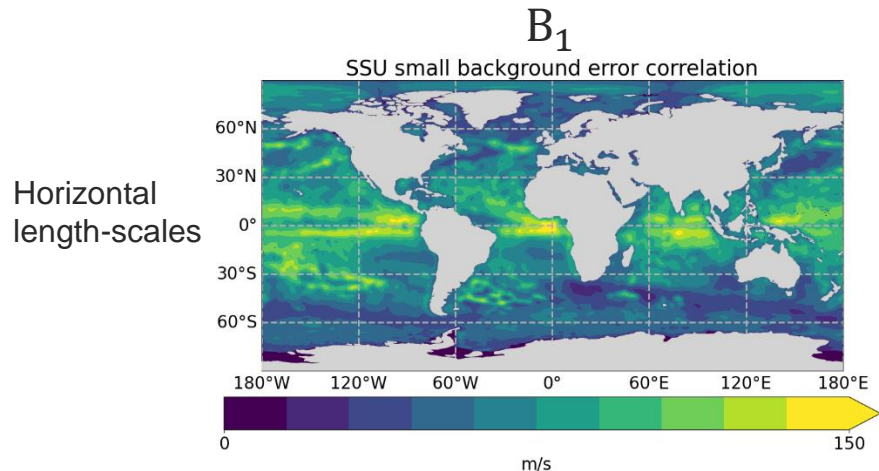 B₁
SSU small background error correlation
Horizontal
length-scales
60°N
30°N
0°
30°S
60°S
180°W 120°W 60°W 0° 60°E 120°E 180°E
0 150
m/s